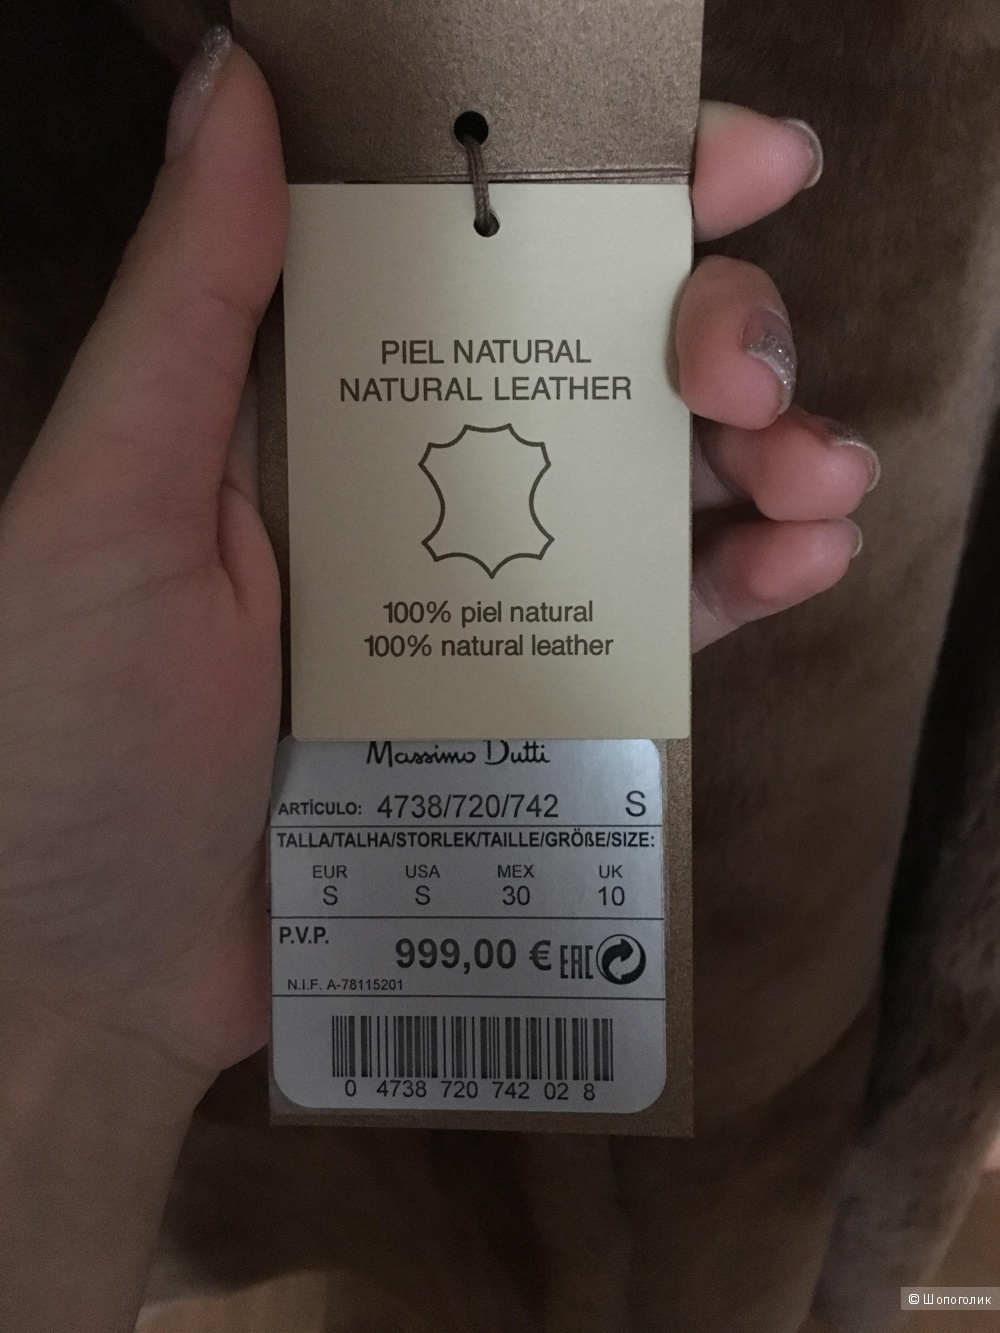 PIEL NATURAL
NATURAL LEATHER
100% piel natural
100% natural leather
Massimo Dutti
ARTÍCULO: 4738/720/742 S
TALLA/TALHA/STORLEK/TAILLE/GRÖßE/SIZE:
EUR USA MEX UK
S S 30 10
P.V.P. 999,00 € EAC
N.I.F. A-78115201
0 4738 720 742 02 8
© Шопоголик